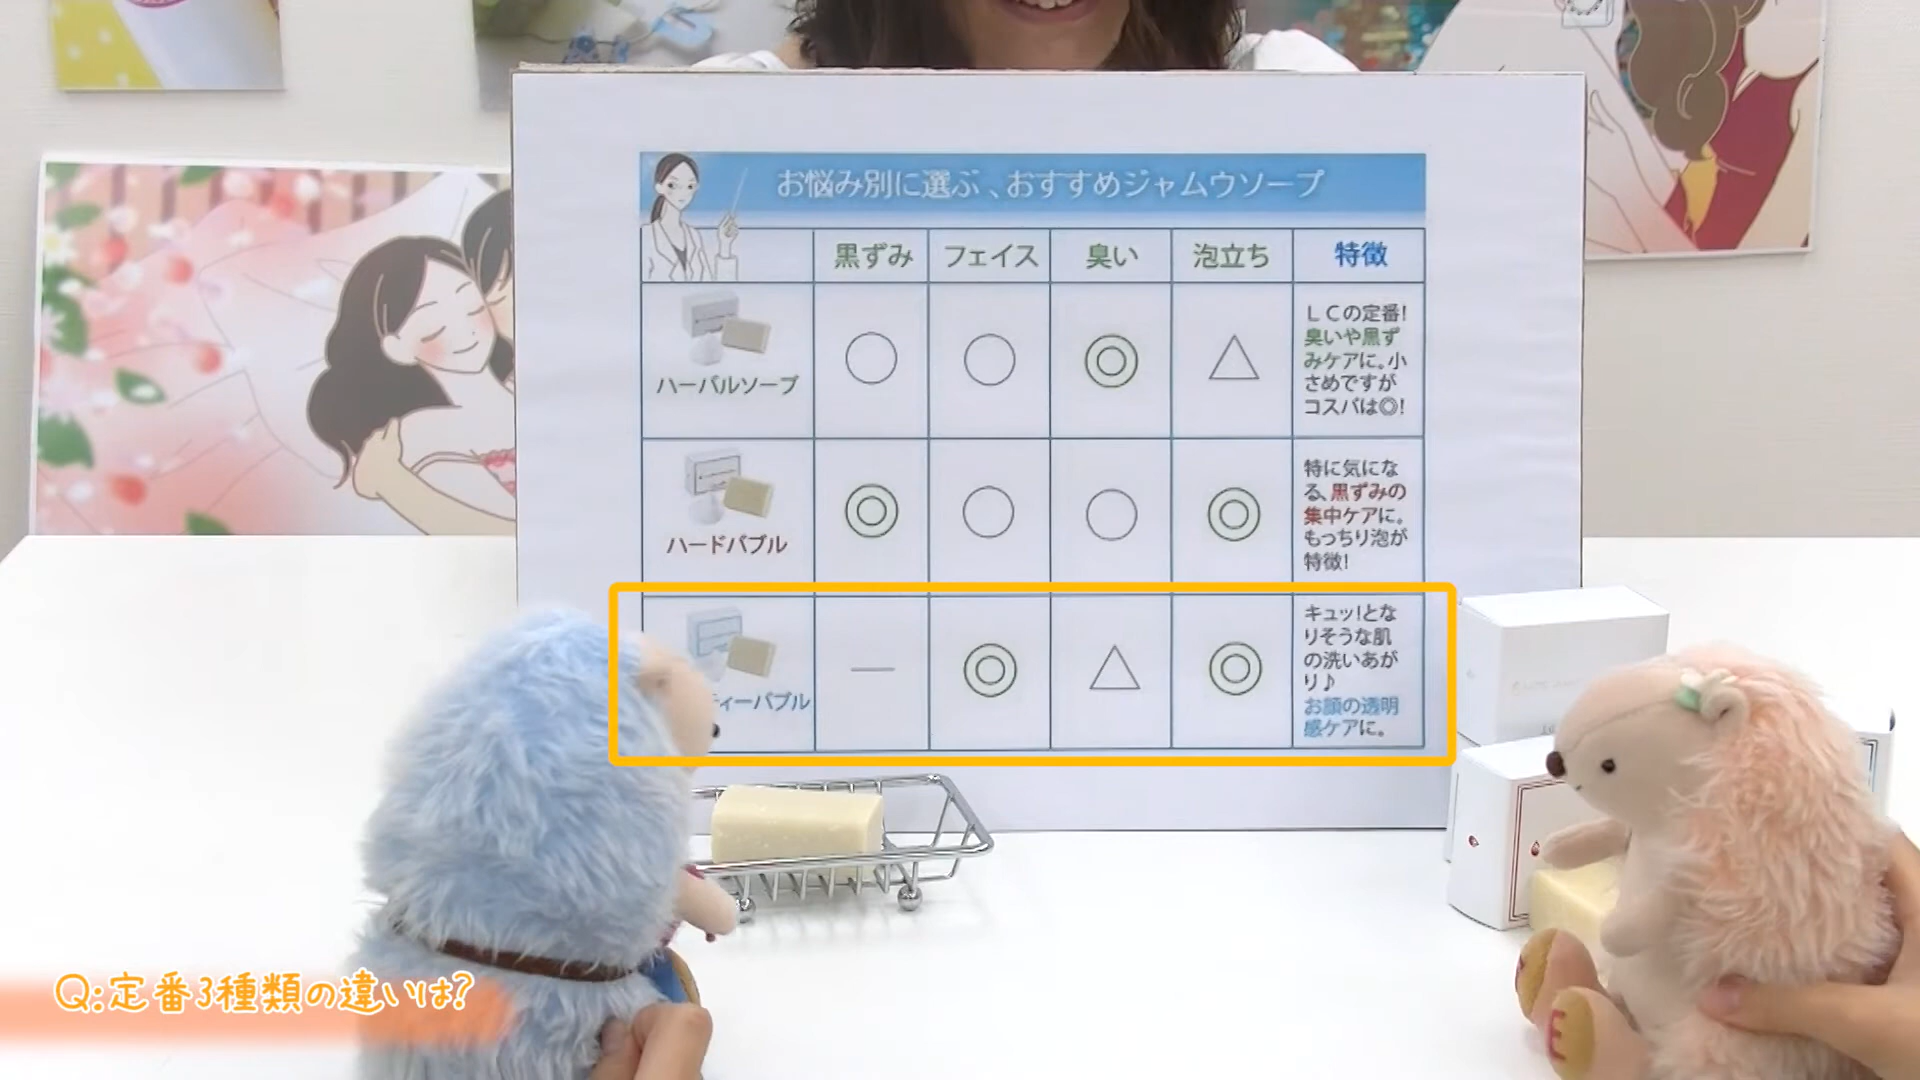 お悩み別に選ぶ、おすすめジャムウソープ
黒ずみ フェイス 臭い 泡立ち 特徴
ハーバルソープ ○ ○ ◎ △
LCの定番!
臭いや黒ず
みケアに。小
さめですが
コスパは◎!
ハードバブル ◎ ○ ○ ◎
特に気にな
る、黒ずみの
集中ケアに。
もっちり泡が
特徴!
ティーバブル — ◎ △ ◎
キュッ!とな
りそうな肌
の洗いあが
り♪
お顔の透明
感ケアに。
E
Q:定番3種類の違いは?